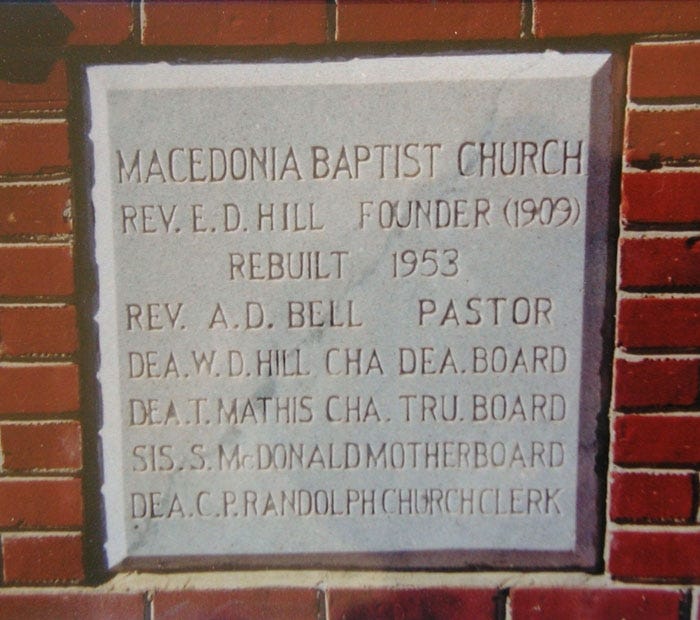 MACEDONIA BAPTIST CHURCH
REV. E. D. HILL FOUNDER (1909)
REBUILT 1953
REV. A.D. BELL PASTOR
DEA. W. D. HILL CHA DEA. BOARD
DEA. T. MATHIS CHA. TRU. BOARD
SIS. S. McDONALD MOTHERBOARD
DEA. C. P. RANDOLPH CHURCH CLERK